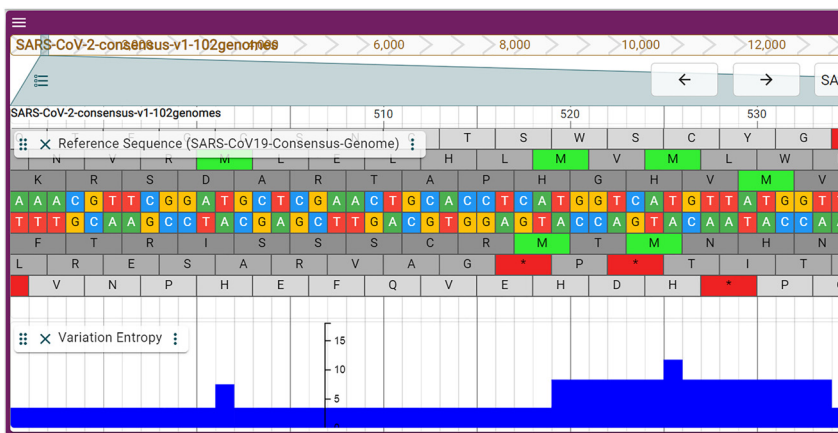 SARS-CoV-2-consensus-v1-102genomes
6,000 8,000 10,000 12,000
← → SA
SARS-CoV-2-consensus-v1-102genomes 510 520 530
Reference Sequence (SARS-CoV19-Consensus-Genome) T S W S C Y G
N V R M L E L H L M V M L W
K R S D A R T A P H G H V M V
A A A C G T T C G G A T G C T C G A A C T G C A C C T C A T G G T C A T G T T A T G G T
T T T G C A A G C C T A C G A G C T T G A C G T G G A G T A C C A G T A C A A T A C C A
F T R I S S S C R M T M N H N
L R E S A R V A G * P * T I T
V N P H E F Q V E H D H * P
Variation Entropy
15
10
5